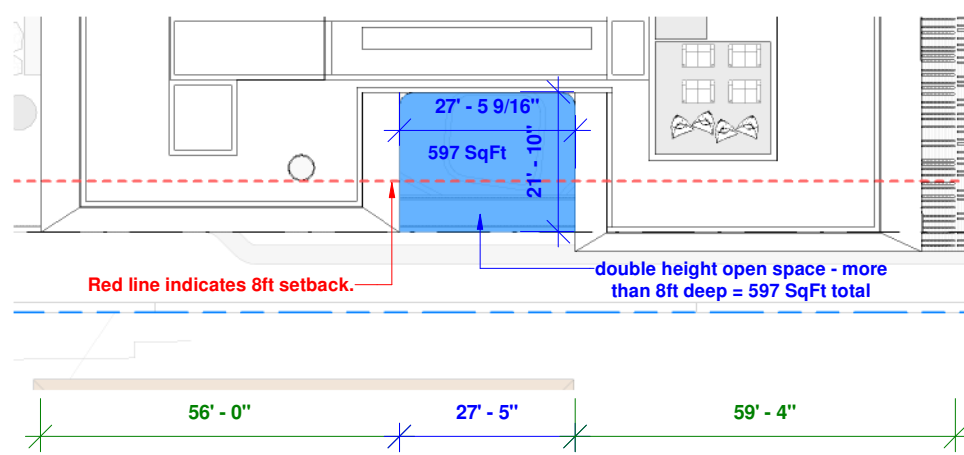 27' - 5 9/16"
597 SqFt
21' - 10"
Red line indicates 8ft setback.
double height open space - more
than 8ft deep = 597 SqFt total
56' - 0"
27' - 5"
59' - 4"